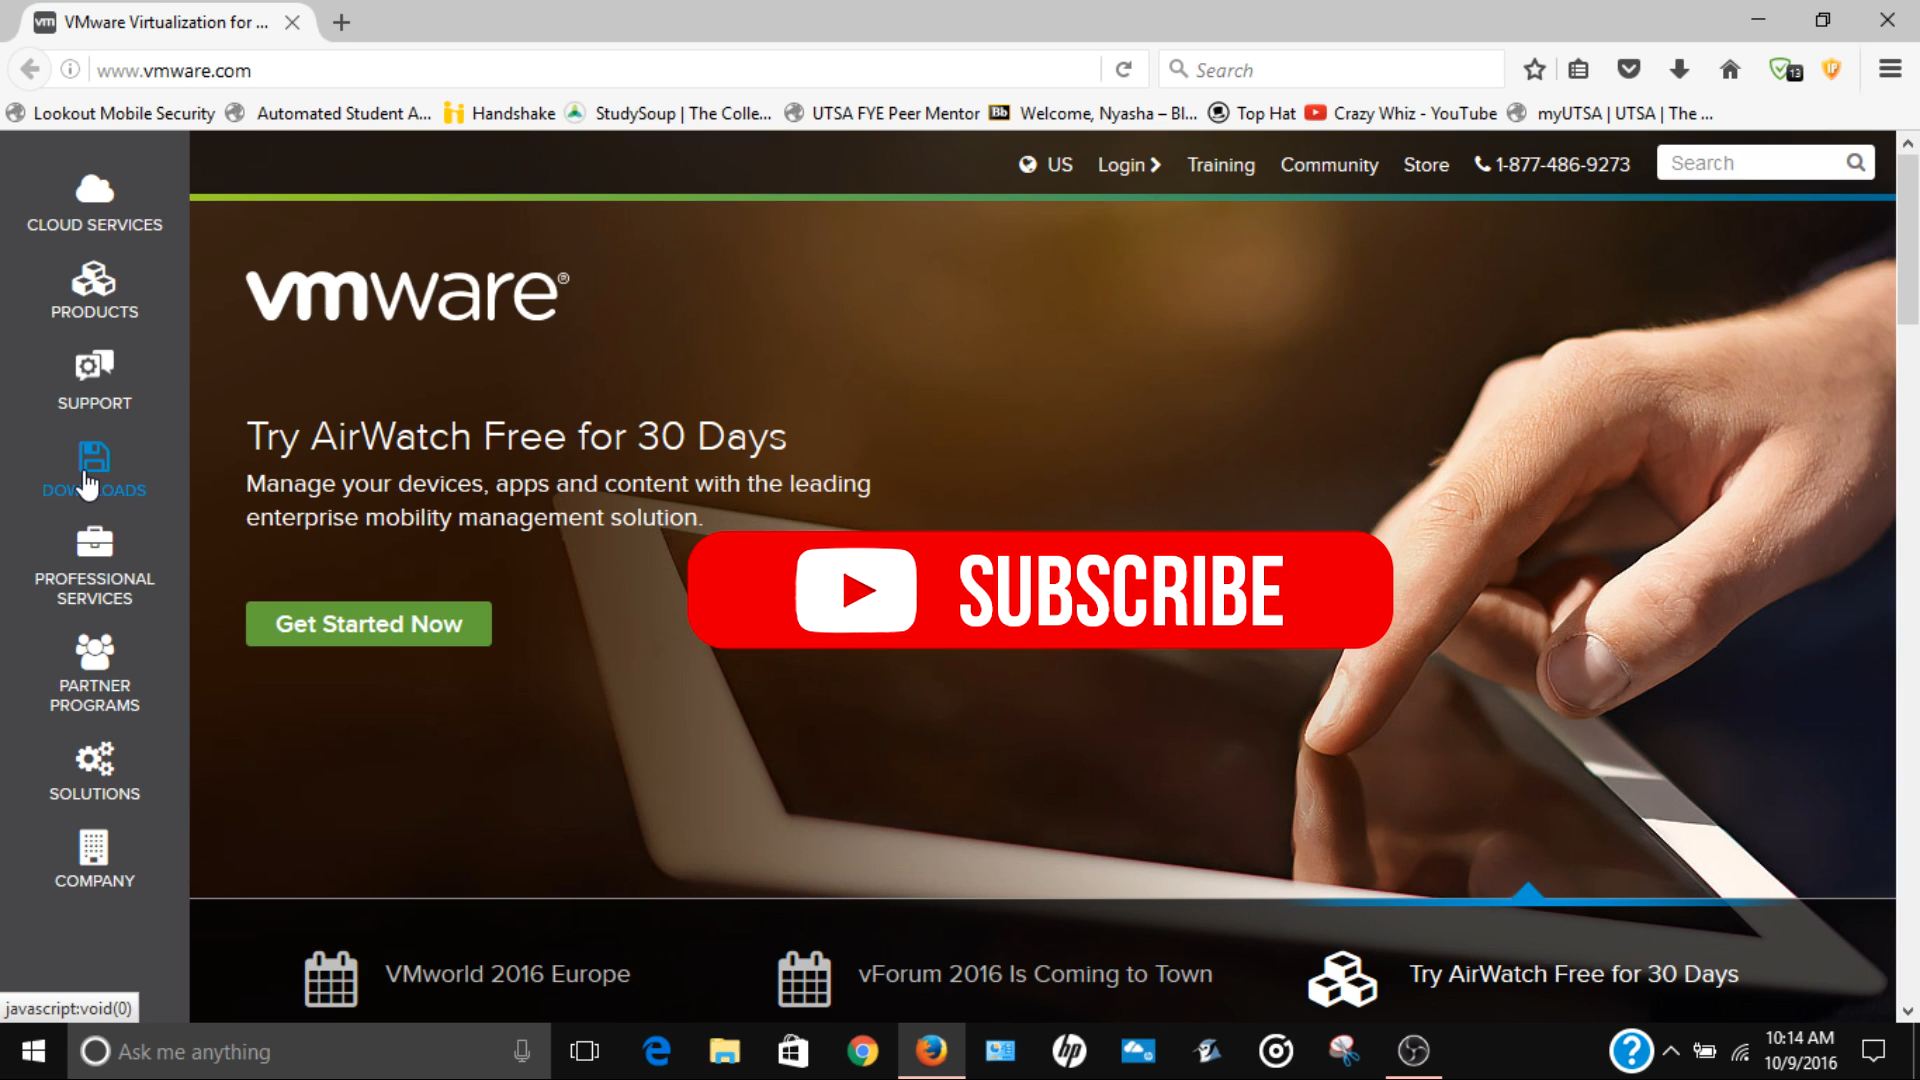 vm VMware Virtualization for ...
www.vmware.com
Search
13
IP
Lookout Mobile Security
Automated Student A...
Handshake
StudySoup | The Colle...
UTSA FYE Peer Mentor
Bb Welcome, Nyasha – Bl...
Top Hat
Crazy Whiz - YouTube
myUTSA | UTSA | The ...
US
Login
Training
Community
Store
1-877-486-9273
Search
CLOUD SERVICES
PRODUCTS
SUPPORT
PROFESSIONAL
SERVICES
PARTNER
PROGRAMS
SOLUTIONS
COMPANY
vmware®
Try AirWatch Free for 30 Days
Manage your devices, apps and content with the leading
enterprise mobility management solution.
Get Started Now
SUBSCRIBE
VMworld 2016 Europe
vForum 2016 Is Coming to Town
Try AirWatch Free for 30 Days
javascript:void(0)
Ask me anything
hp
?
10:14 AM
10/9/2016